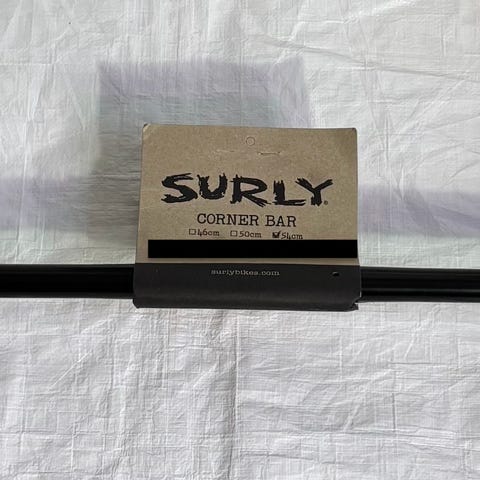 SURLY®
CORNER BAR
☐46cm ☐50cm ☑54cm
surlybikes.com